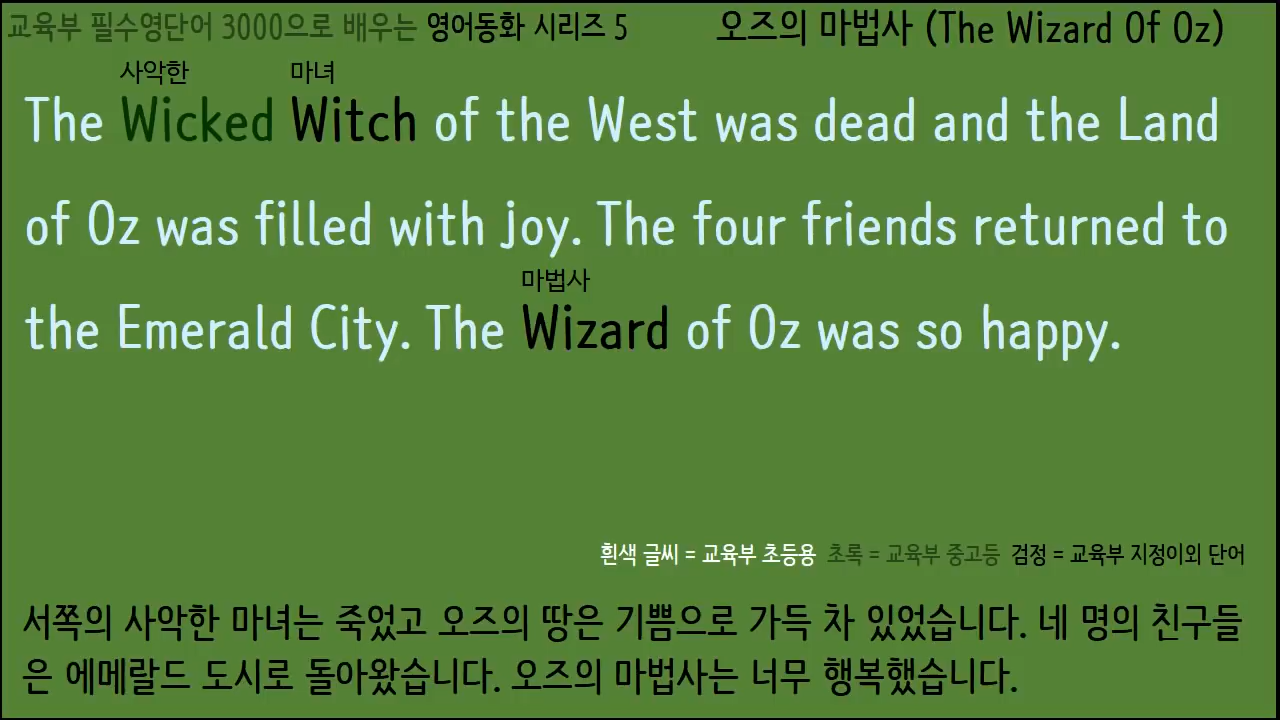 교육부 필수영단어 3000으로 배우는 영어동화 시리즈 5 오즈의 마법사 (The Wizard Of Oz)
사악한 마녀
The Wicked Witch of the West was dead and the Land
of Oz was filled with joy. The four friends returned to
마법사
the Emerald City. The Wizard of Oz was so happy.
흰색 글씨 = 교육부 초등용 초록 = 교육부 중고등 검정 = 교육부 지정이외 단어
서쪽의 사악한 마녀는 죽었고 오즈의 땅은 기쁨으로 가득 차 있었습니다. 네 명의 친구들
은 에메랄드 도시로 돌아왔습니다. 오즈의 마법사는 너무 행복했습니다.